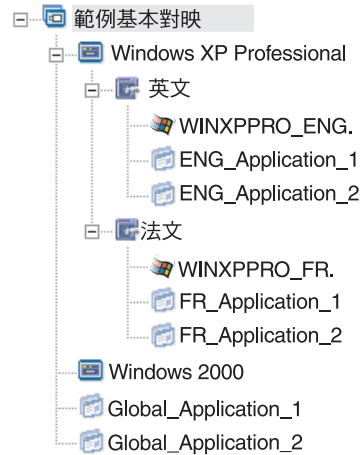 範例基本對映
Windows XP Professional
英文
WINXPPRO_ENG.
ENG_Application_1
ENG_Application_2
法文
WINXPPRO_FR.
FR_Application_1
FR_Application_2
Windows 2000
Global_Application_1
Global_Application_2